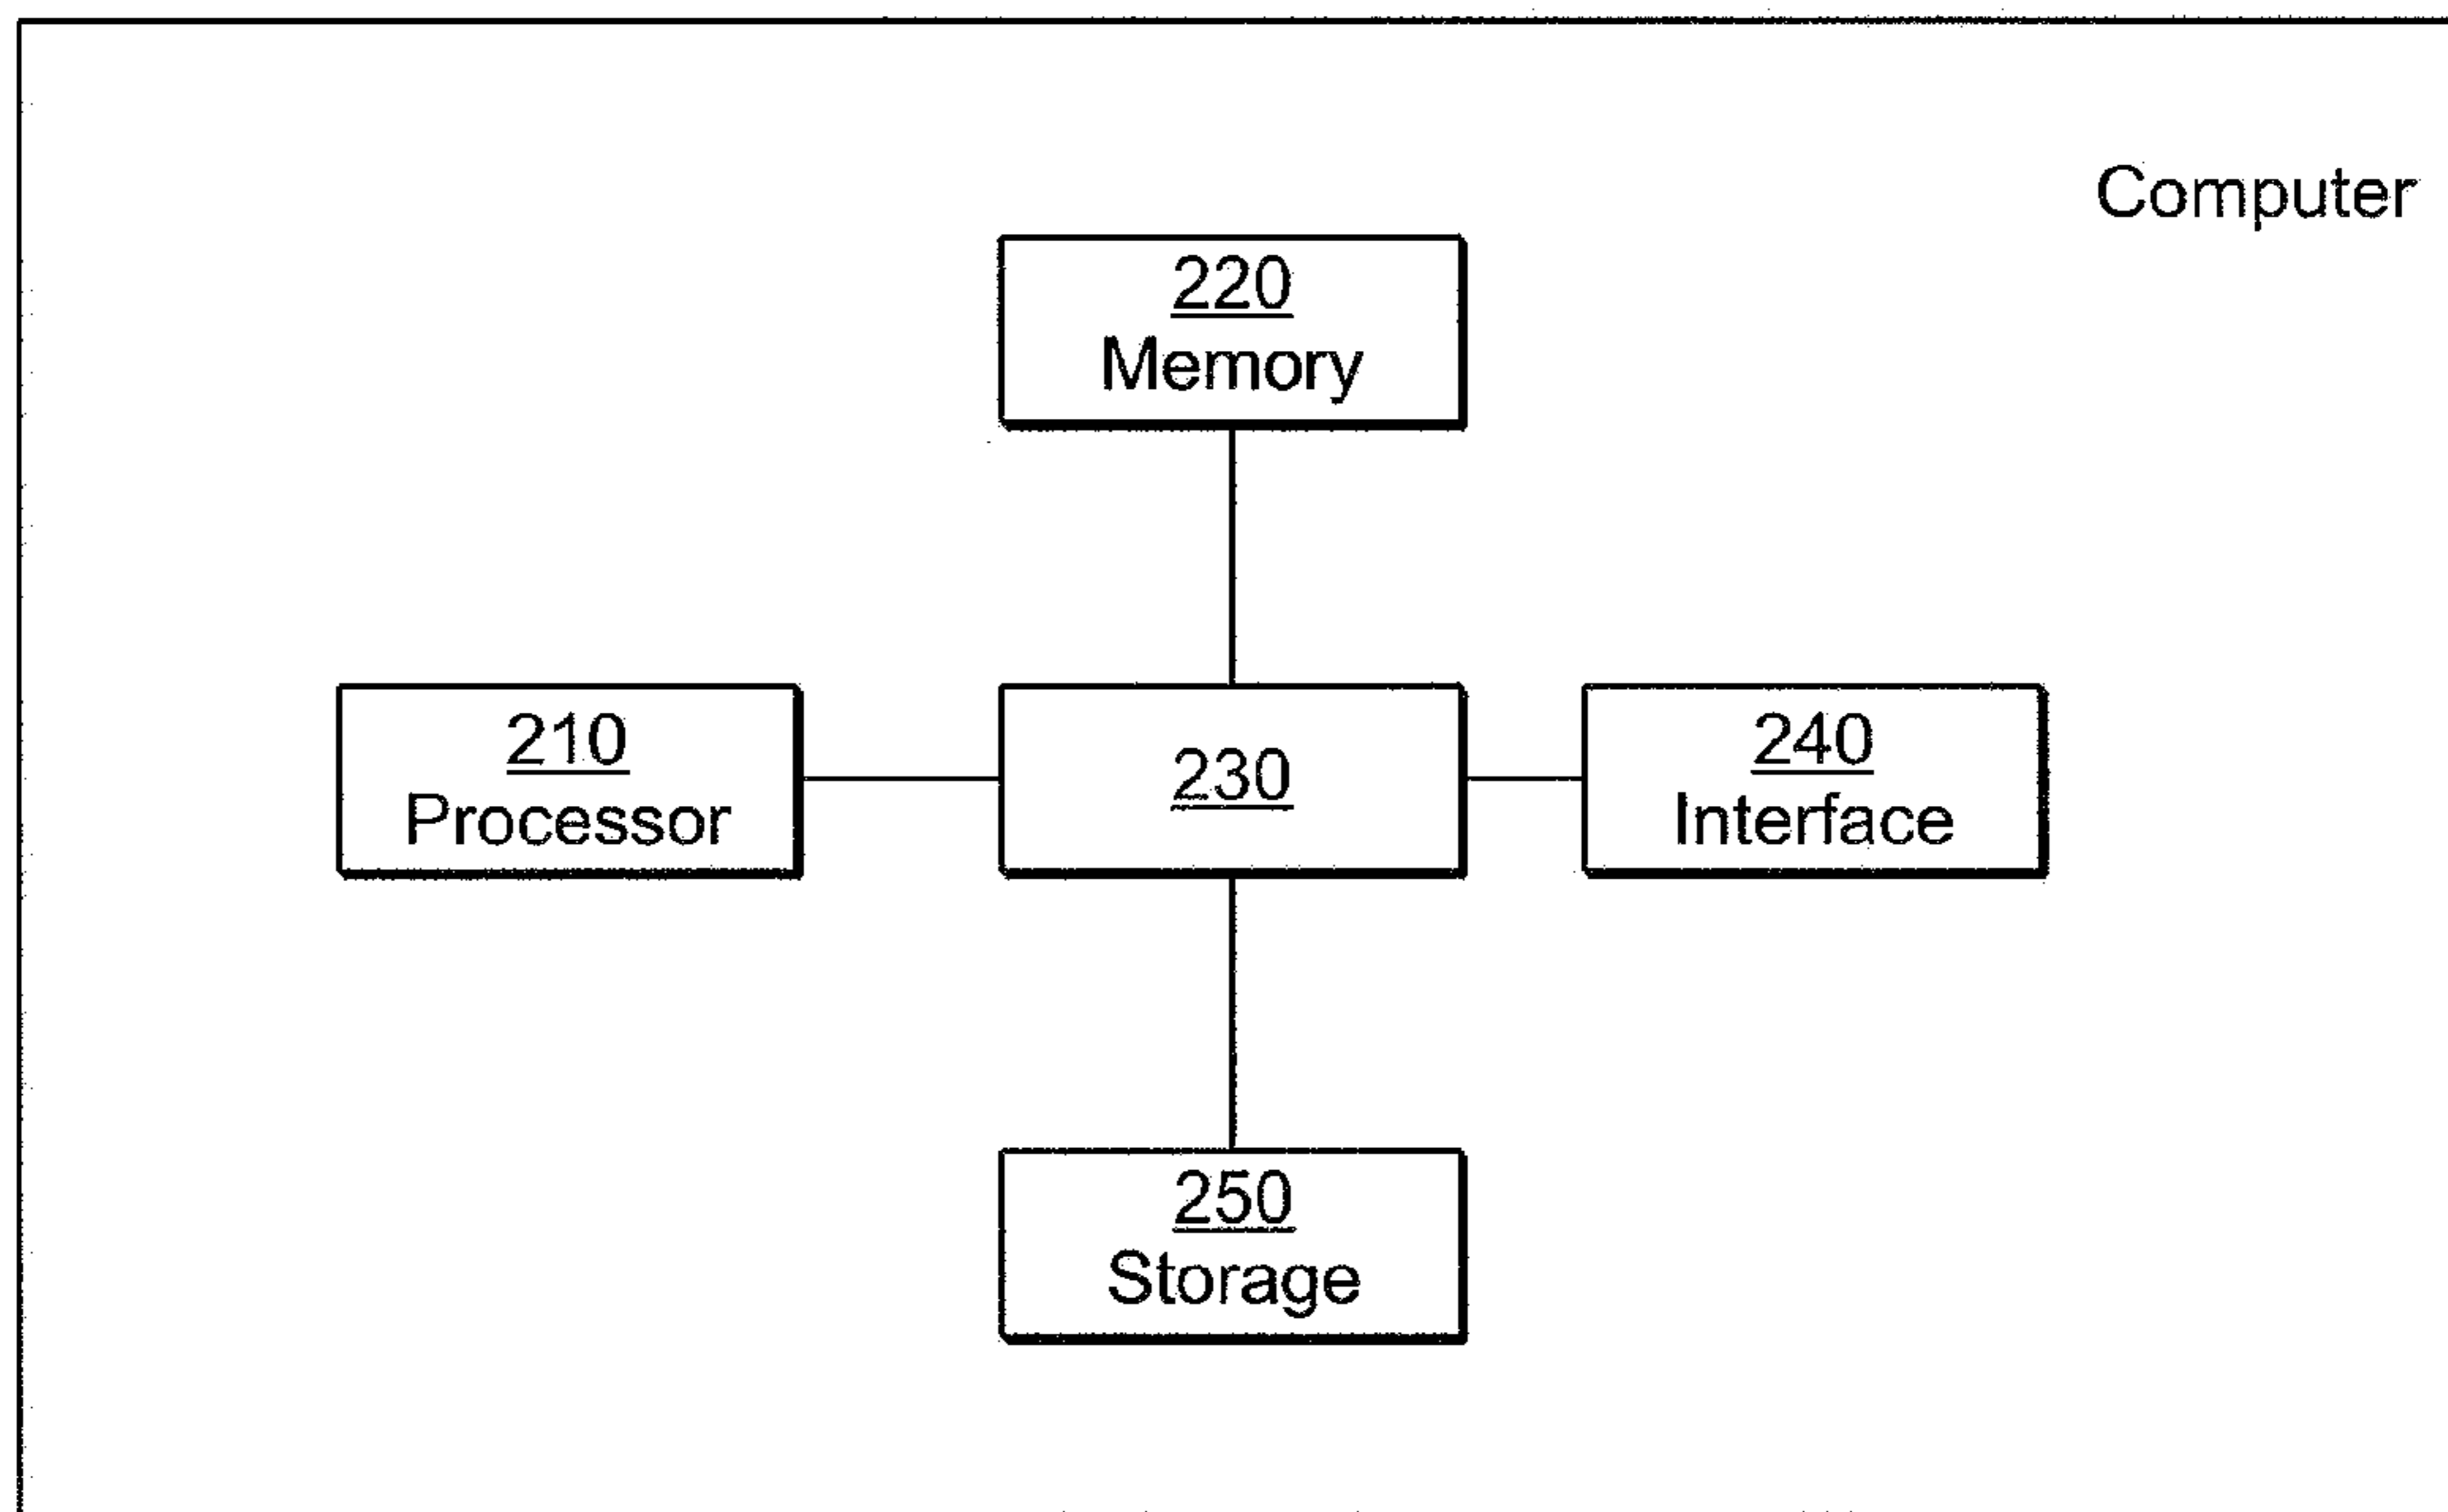 Computer
220
Memory
210
Processor
230
240
Interface
250
Storage